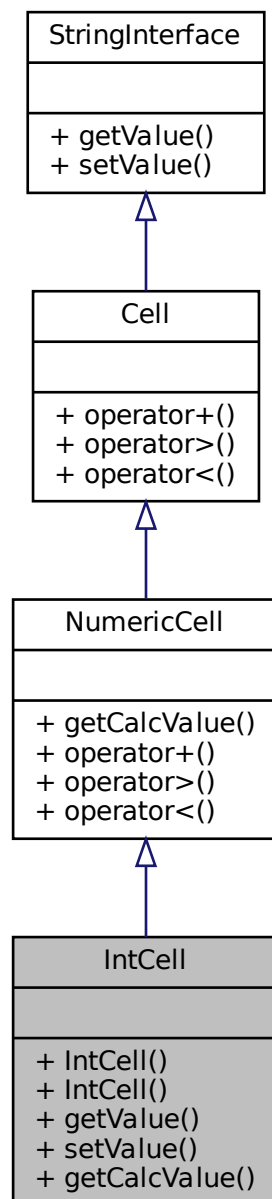 StringInterface
+ getValue()
+ setValue()
Cell
+ operator+()
+ operator>()
+ operator<()
NumericCell
+ getCalcValue()
+ operator+()
+ operator>()
+ operator<()
IntCell
+ IntCell()
+ IntCell()
+ getValue()
+ setValue()
+ getCalcValue()